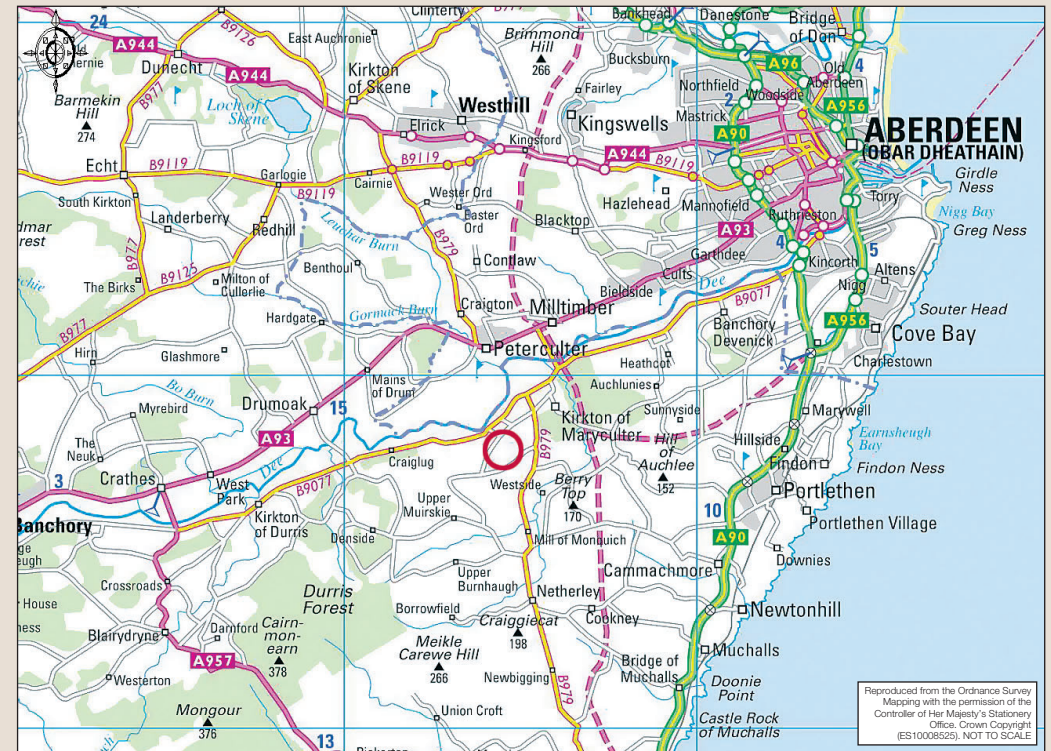 24
Clinterty
Bankhead
Danestone
Bridge
of Don
B9126
East Auchronie
Brimmond
Hill
266
A944
Dunecht
A944
Bucksburn
A96
Old
Aberdeen
4
Kirkton
of Skene
Fairley
Northfield
2
Woodside
Barmekin
Hill
274
B977
Loch of
Skene
Westhill
Kingswells
Mastrick
A956
Elrick
Kingsford
A90
ABERDEEN
(OBAR DHEATHAIN)
Echt
B9119
Garlogie
B9119
Cairnie
B9119
A944
B9119
Girdle
Ness
South Kirkton
Wester Ord
Hazlehead
Mannofield
Torry
Landerberry
Redhill
Leuchar Burn
Easter
Ord
Blacktop
Ruthrieston
Nigg Bay
Greg Ness
B977
B979
A93
4
5
Garthdee
Kincorth
B9125
Benthoul
Contlaw
Cults
Altens
The Birks
Milton of
Cullerlie
Bieldside
Dee
Nigg
B9077
Hardgate
Gormack Burn
Craigton
Milltimber
Souter Head
B977
Banchory
Devenick
A956
Cove Bay
Hirn
Glashmore
Peterculter
Heathcot
Charlestown
Bo Burn
Mains
of Drum
Auchlunies
Myrebird
Drumoak
15
Kirkton of
Maryculter
Sunnyside
Marywell
A93
B979
Hill
of
Auchlee
152
Hillside
Earnsheugh
Bay
The
Neuk
Dee
Craiglug
Findon
Findon Ness
3
Crathes
West
Park
B9077
Westside
Berry
Top
170
Portlethen
Banchory
Kirkton
of Durris
Upper
Muirskie
10
Portlethen Village
Denside
Mill of Monquich
A90
Downies
Upper
Burnhaugh
Cammachmore
Crossroads
Durris
Forest
Netherley
House
Borrowfield
Cookney
Newtonhill
Blairydryne
Darnford
Cairn-
mon-
earn
378
Craiggiecat
198
Meikle
Carewe Hill
266
Muchalls
A957
Bridge of
Muchalls
Westerton
Newbigging
B979
Doonie
Point
Mongour
376
Union Croft
Castle Rock
of Muchalls
13
Reproduced from the Ordnance Survey
Mapping with the permission of the
Controller of Her Majesty's Stationery
Office. Crown Copyright
(ES10008525). NOT TO SCALE